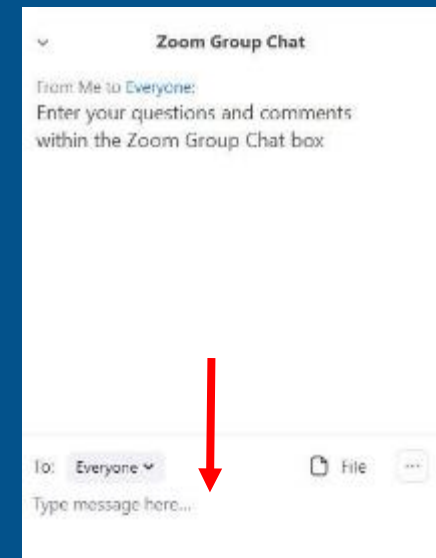 Zoom Group Chat
From Me to Everyone:
Enter your questions and comments
within the Zoom Group Chat box
To: Everyone File ...
Type message here...